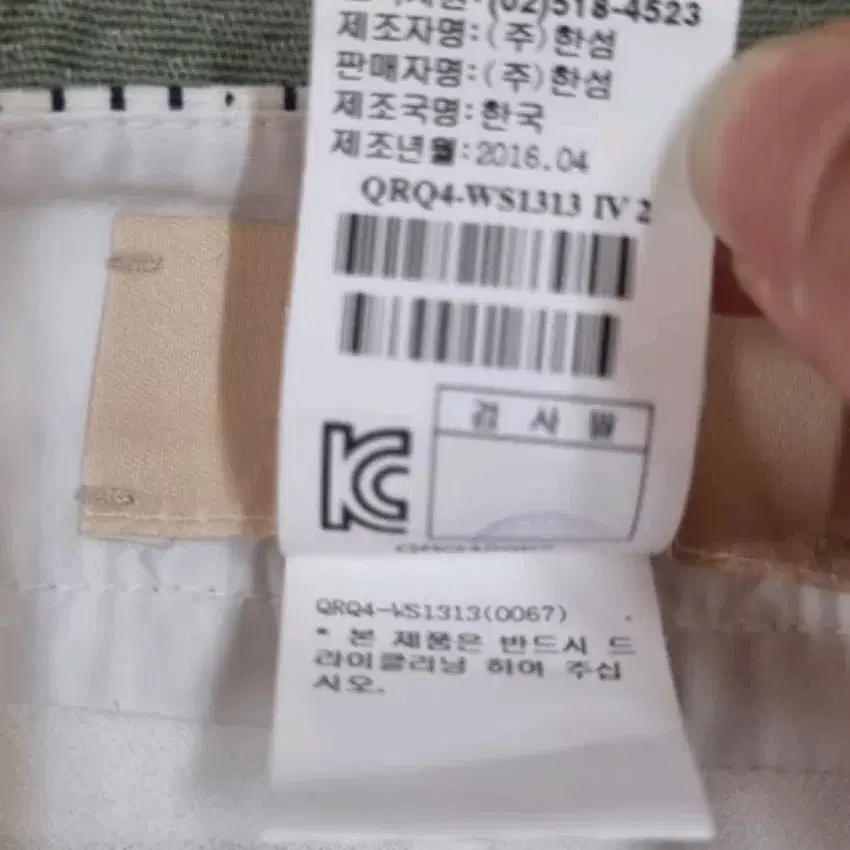 :(02)518-4523
제조자명:(주)한섬
판매자명:(주)한섬
제조국명:한국
제조년월:2016.04
QRQ4-WS1313 IV 2
검 사 필
KC
QRQ4-WS1313(0067)
* 본 제품은 반드시 드
라이클리닝 하여 주십
시오.